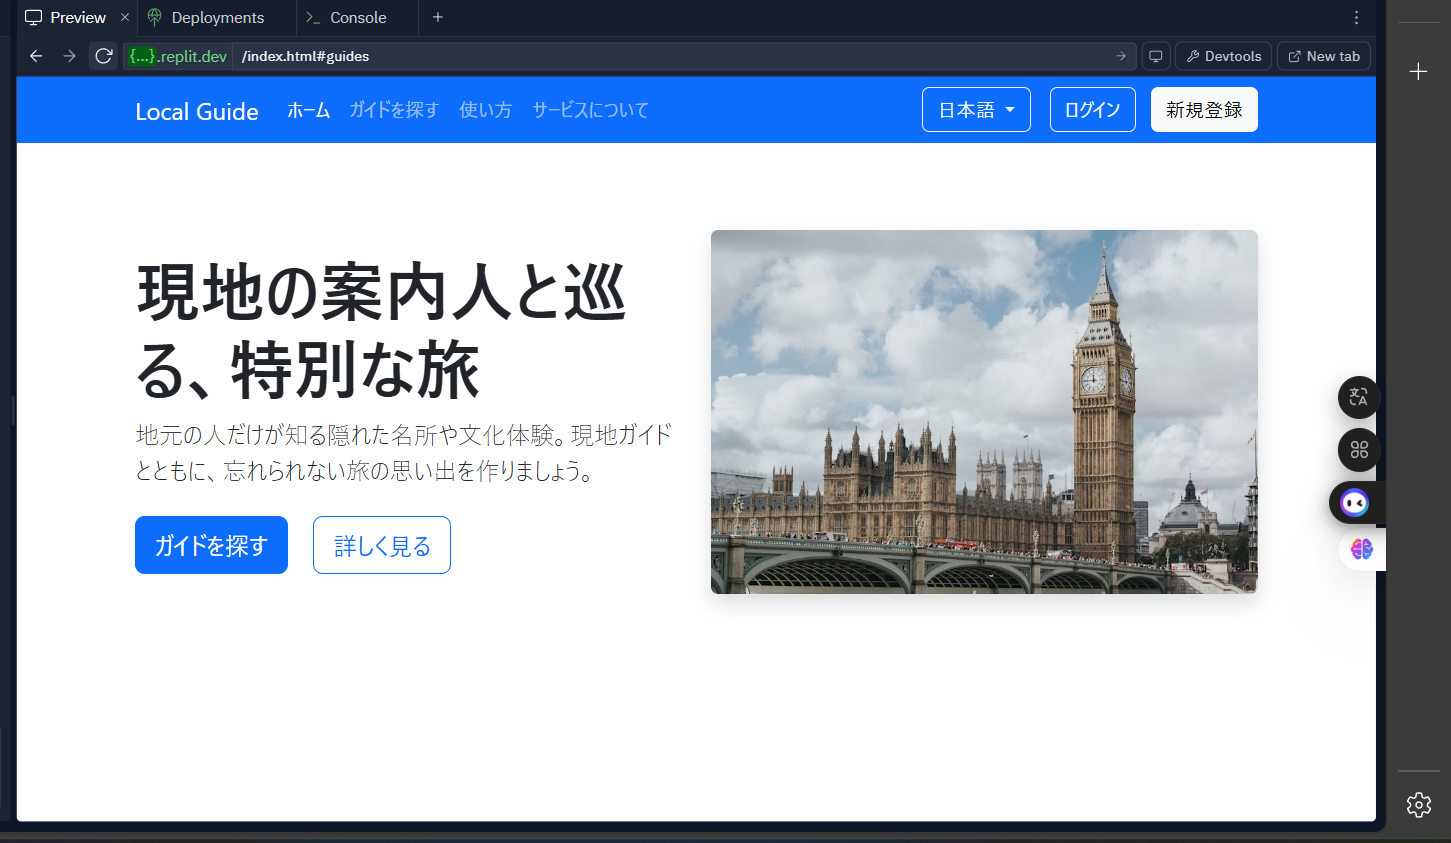 Preview
Deployments
Console
{...}.replit.dev /index.html#guides
Devtools
New tab
Local Guide
ホーム
ガイドを探す
使い方
サービスについて
日本語
ログイン
新規登録
現地の案内人と巡
る、特別な旅
地元の人だけが知る隠れた名所や文化体験。現地ガイド
とともに、忘れられない旅の思い出を作りましょう。
ガイドを探す
詳しく見る